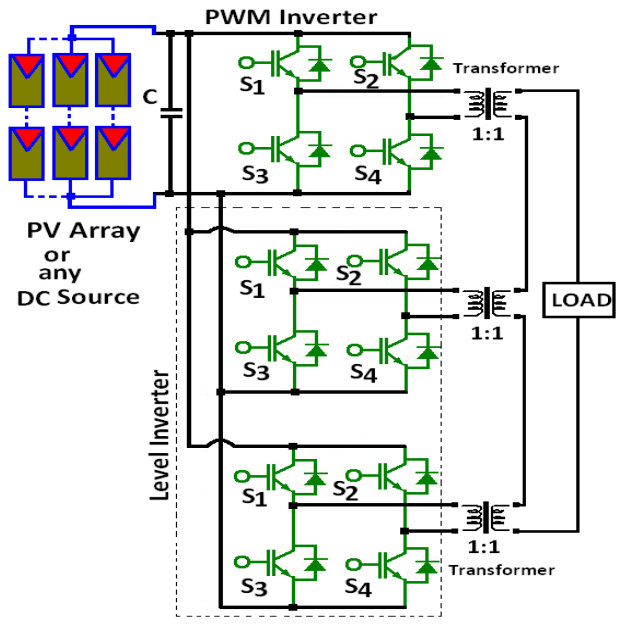 PWM Inverter
C
S1
S2
Transformer
1:1
S3
S4
PV Array
or
any
DC Source
S1
S2
LOAD
1:1
S3
S4
Level Inverter
S1
S2
1:1
S3
S4
Transformer